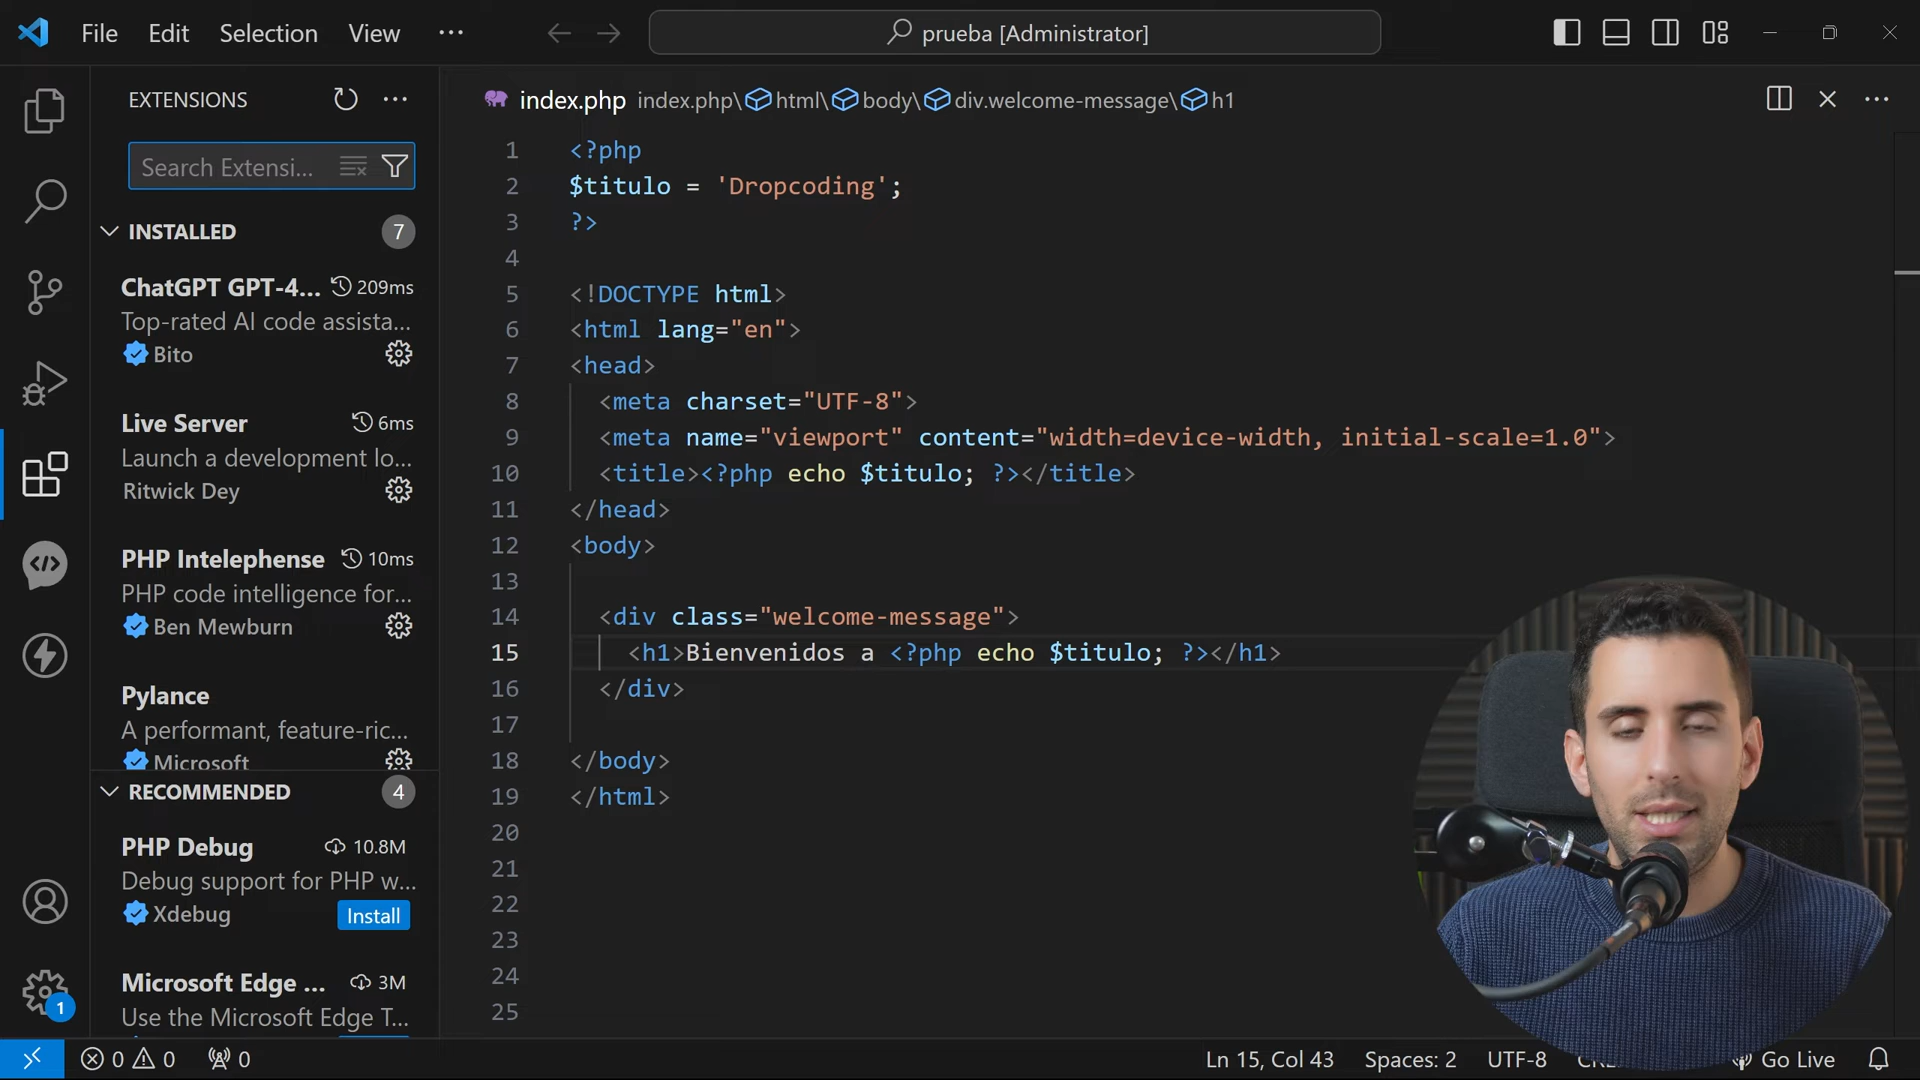 File Edit Selection View ...
prueba [Administrator]
EXTENSIONS
Search Extensi...
INSTALLED 7
ChatGPT GPT-4... 209ms
Top-rated AI code assista...
Bito
Live Server 6ms
Launch a development lo...
Ritwick Dey
PHP Intelephense 10ms
PHP code intelligence for...
Ben Mewburn
Pylance
A performant, feature-ric...
Microsoft
RECOMMENDED 4
PHP Debug 10.8M
Debug support for PHP w...
Xdebug Install
Microsoft Edge ... 3M
Use the Microsoft Edge T...
1
index.php index.php\html\body\div.welcome-message\h1
1 <?php
2 $titulo = 'Dropcoding';
3 ?>
4
5 <!DOCTYPE html>
6 <html lang="en">
7 <head>
8 <meta charset="UTF-8">
9 <meta name="viewport" content="width=device-width, initial-scale=1.0">
10 <title><?php echo $titulo; ?></title>
11 </head>
12 <body>
13
14 <div class="welcome-message">
15 <h1>Bienvenidos a <?php echo $titulo; ?></h1>
16 </div>
17
18 </body>
19 </html>
20
21
22
23
24
25
0 0 0
Ln 15, Col 43 Spaces: 2 UTF-8 Go Live